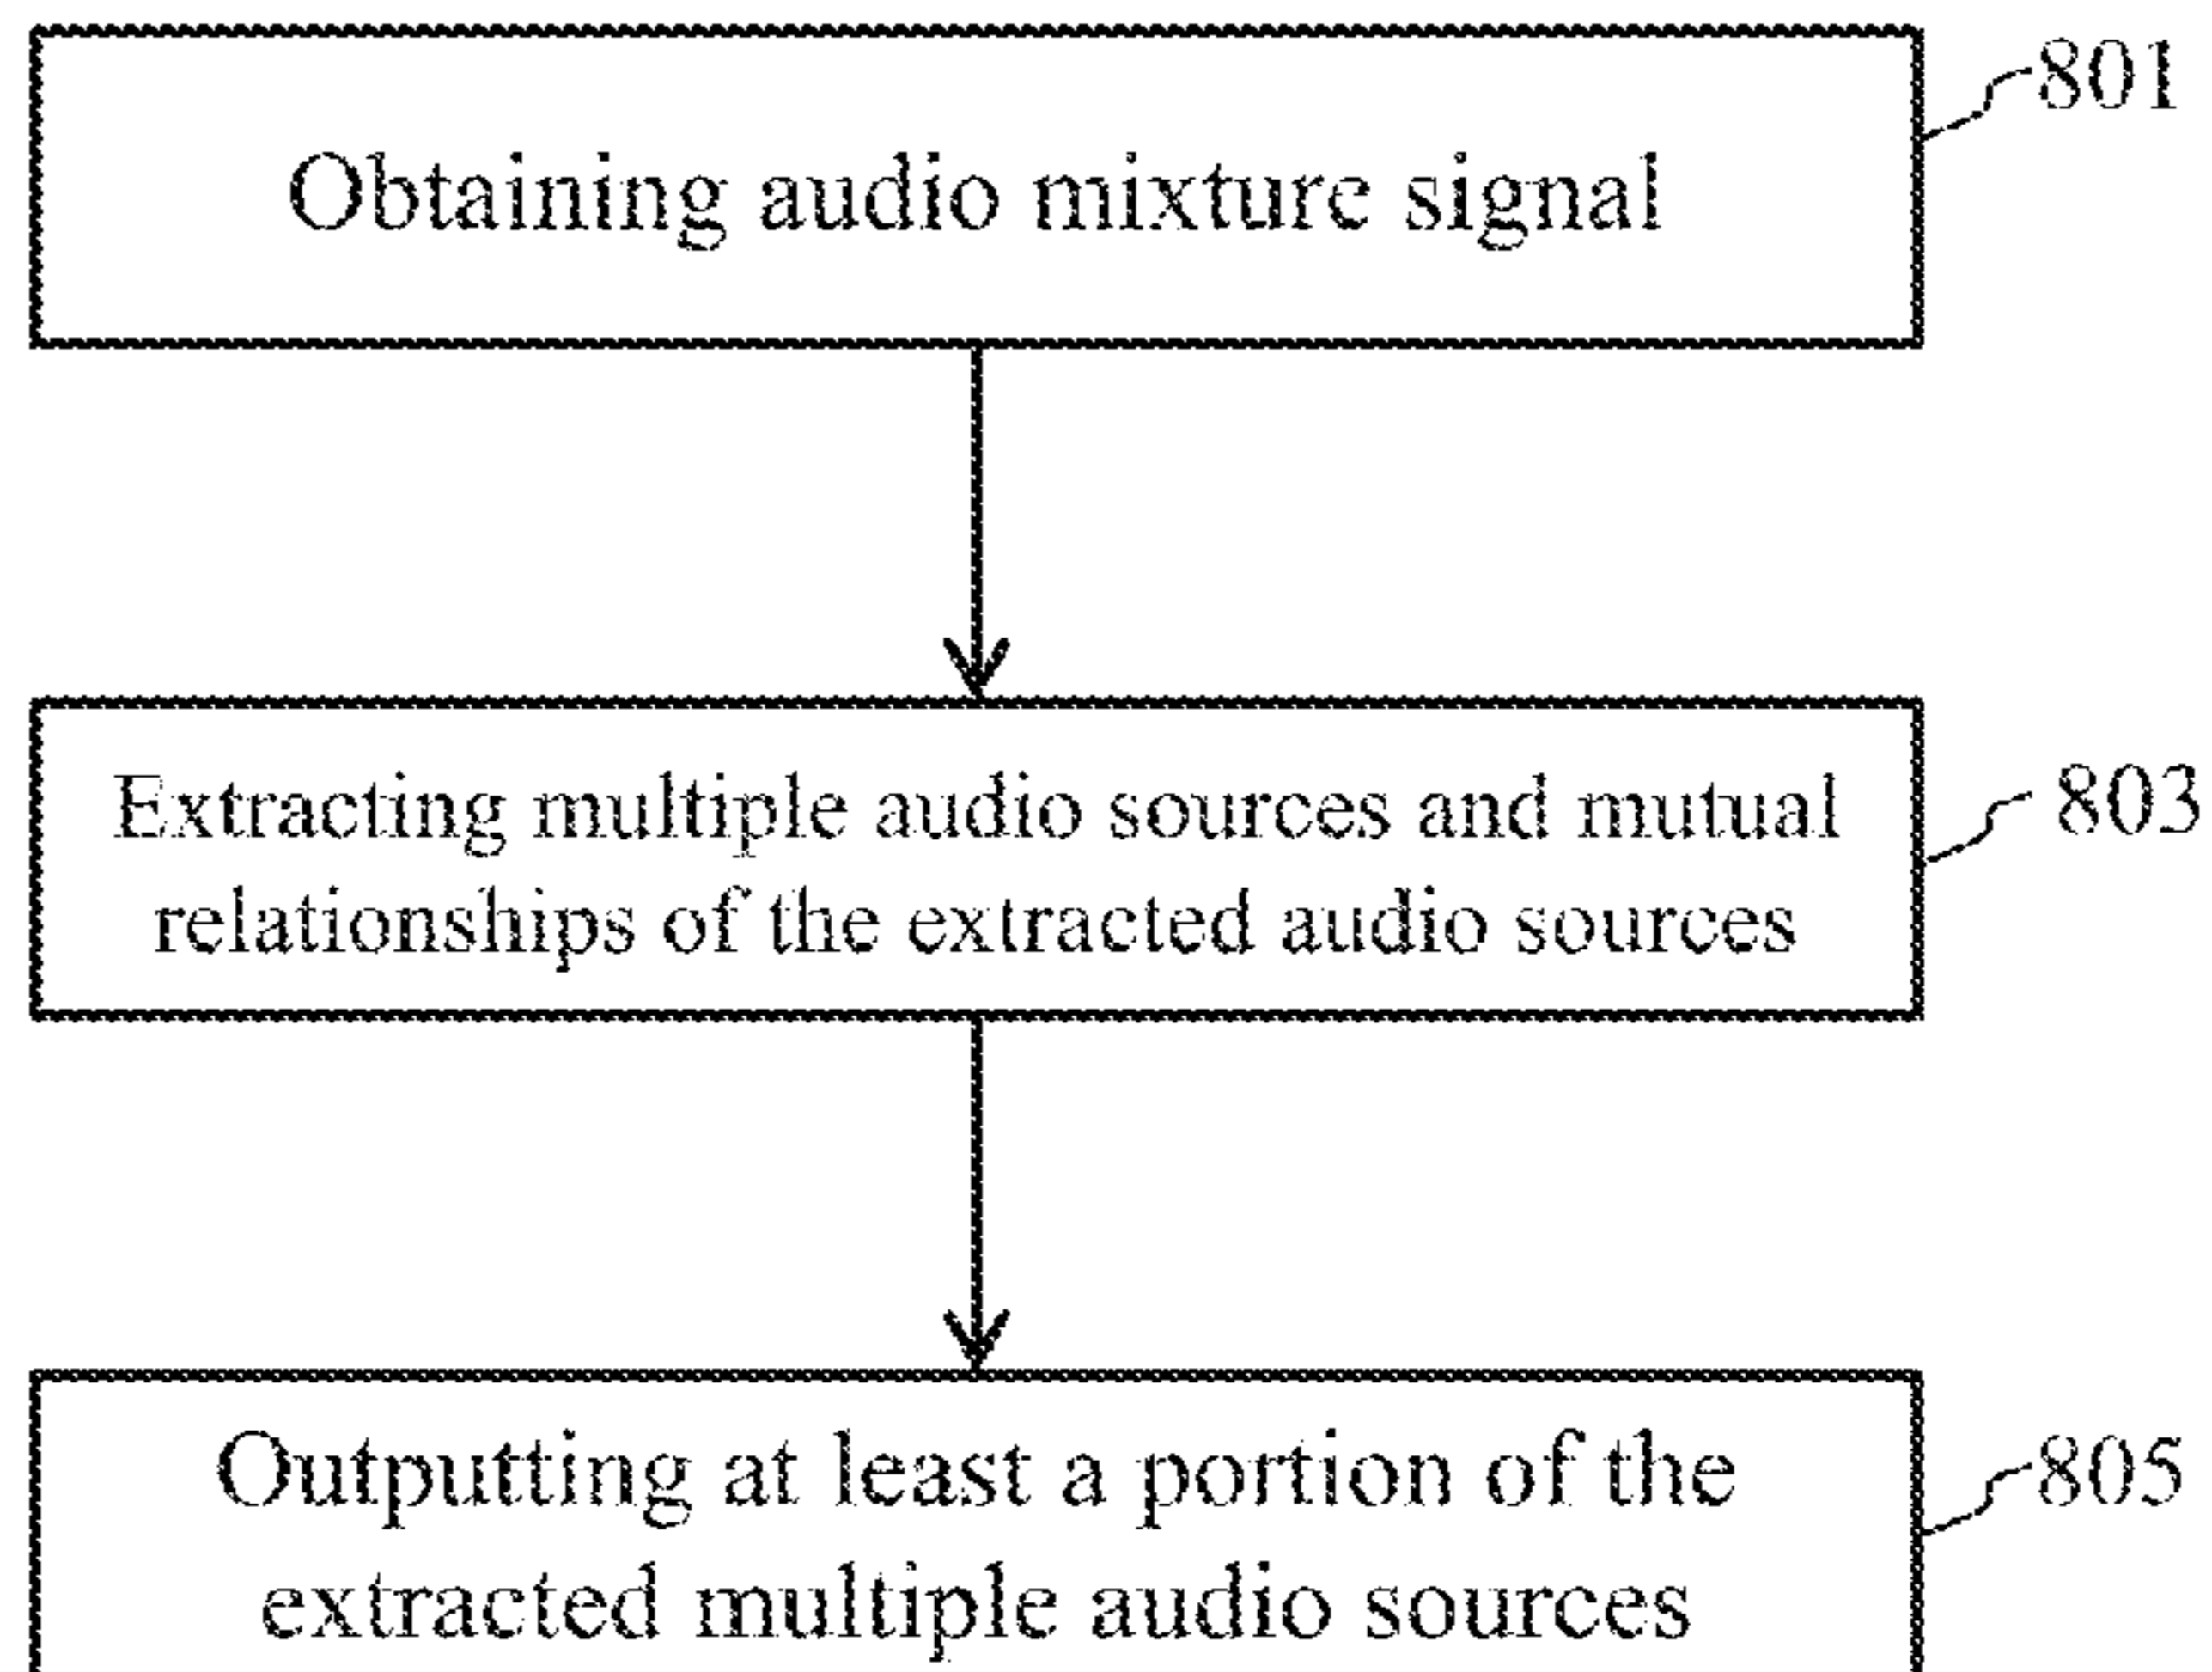 801
Obtaining audio mixture signal
803
Extracting multiple audio sources and mutual
relationships of the extracted audio sources
805
Outputting at least a portion of the
extracted multiple audio sources